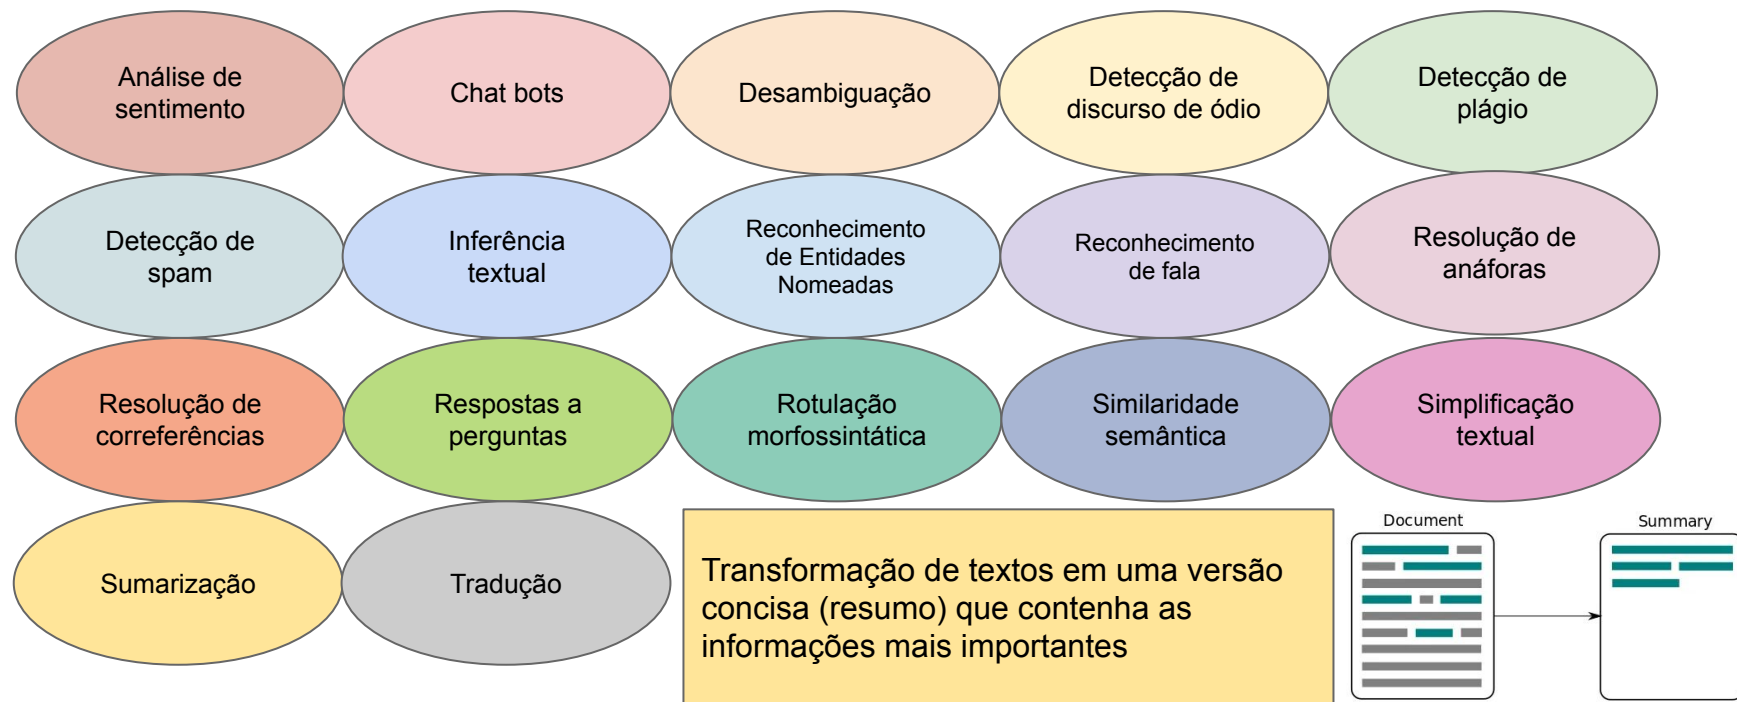 Análise de
sentimento
Chat bots
Desambiguação
Detecção de
discurso de ódio
Detecção de
plágio
Detecção de
spam
Inferência
textual
Reconhecimento
de Entidades
Nomeadas
Reconhecimento
de fala
Resolução de
anáforas
Resolução de
correferências
Respostas a
perguntas
Rotulação
morfossintática
Similaridade
semântica
Simplificação
textual
Sumarização
Tradução
Transformação de textos em uma versão
concisa (resumo) que contenha as
informações mais importantes
Document
Summary